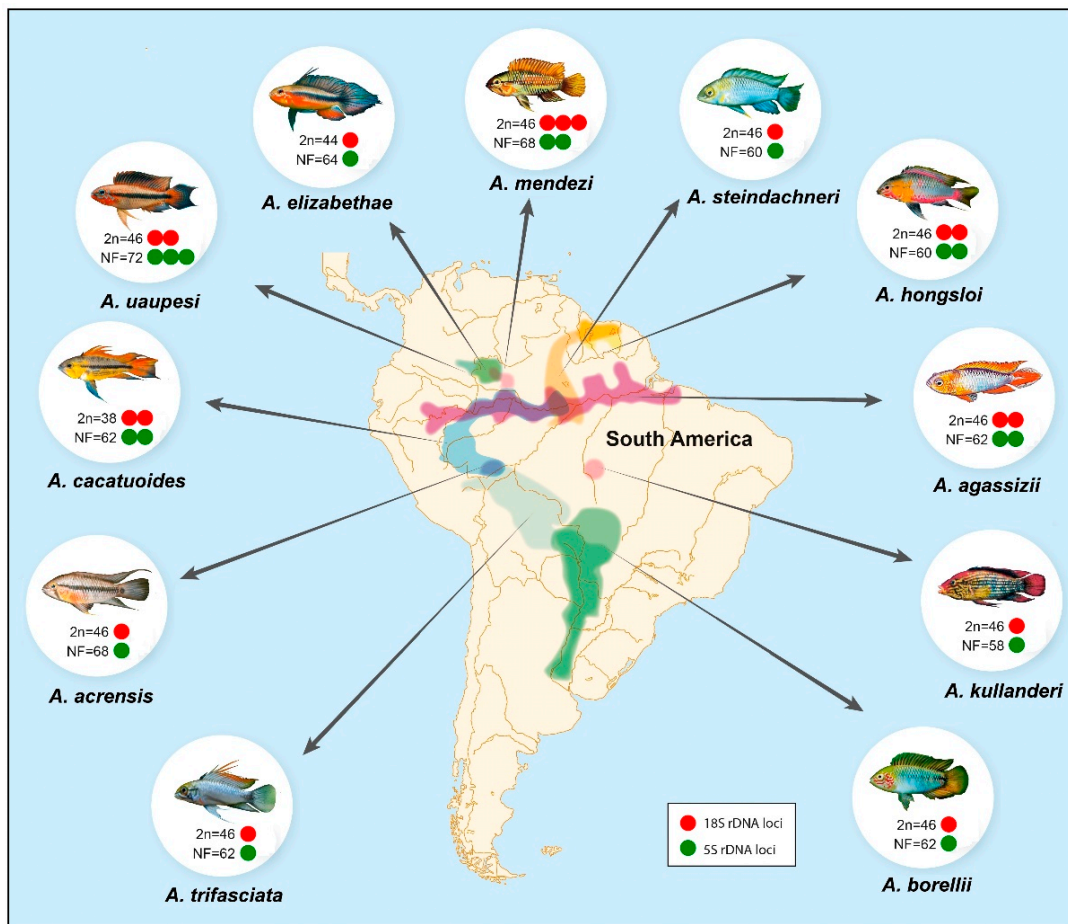 2n=44
NF=64
A. elizabethae
2n=46
NF=68
A. mendezi
2n=46
NF=60
A. steindachneri
2n=46
NF=72
A. uaupesi
2n=46
NF=60
A. hongsloi
2n=38
NF=62
A. cacatuoides
South America
2n=46
NF=62
A. agassizii
2n=46
NF=68
A. acrensis
2n=46
NF=58
A. kullanderi
2n=46
NF=62
A. trifasciata
18S rDNA loci
5S rDNA loci
2n=46
NF=62
A. borellii